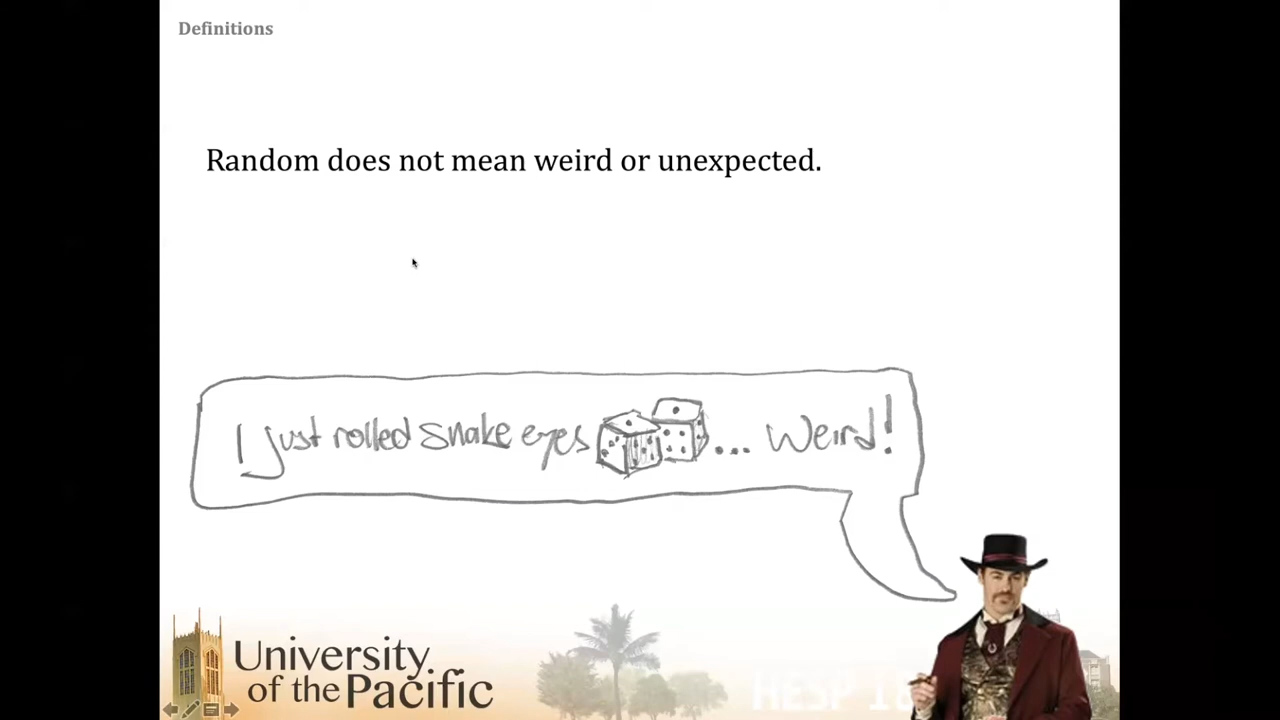 Definitions
Random does not mean weird or unexpected.
I just rolled snake eyes ... Weird!
University
of the Pacific